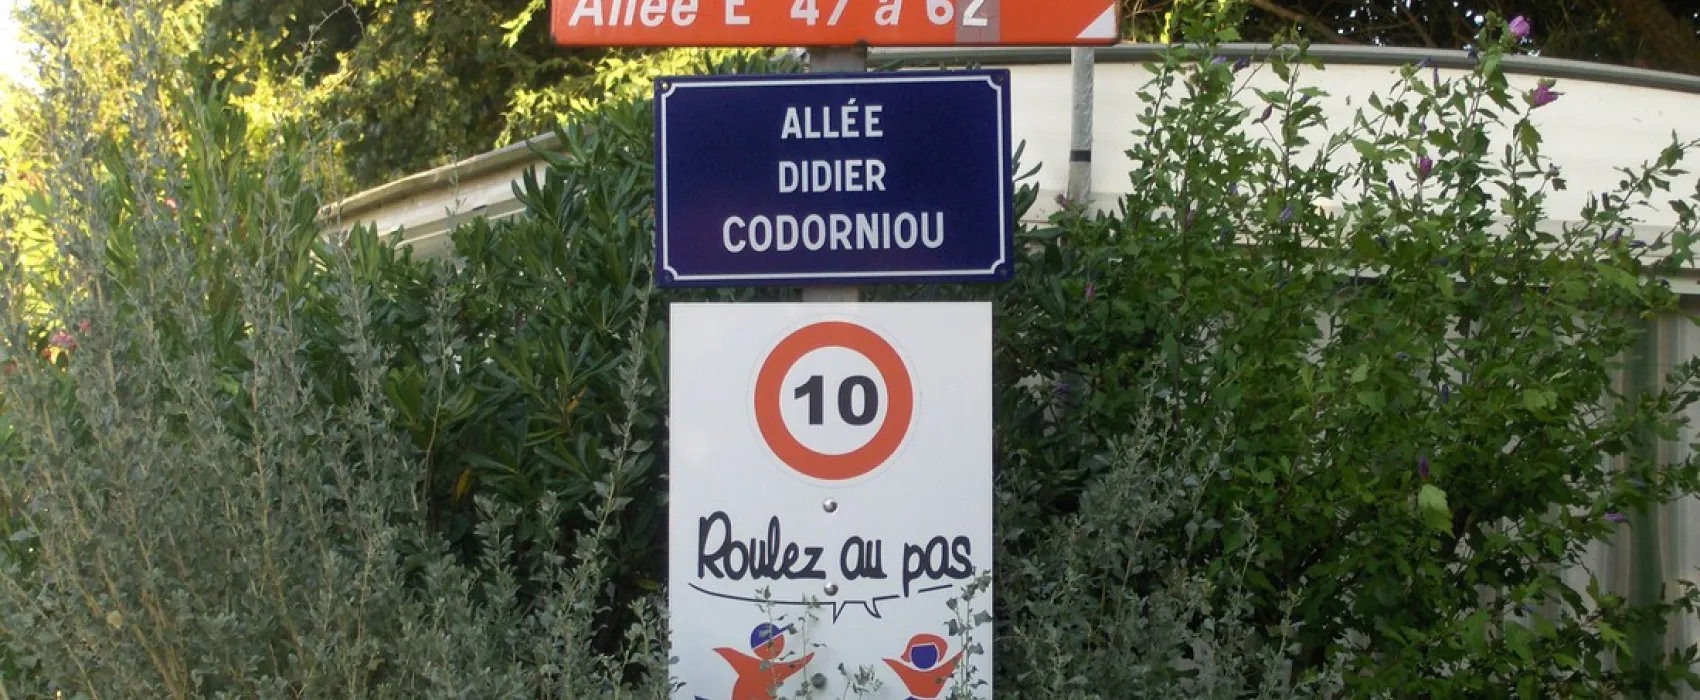 Allée E 47 à 62
ALLÉE
DIDIER
CODORNIOU
10
Roulez au pas